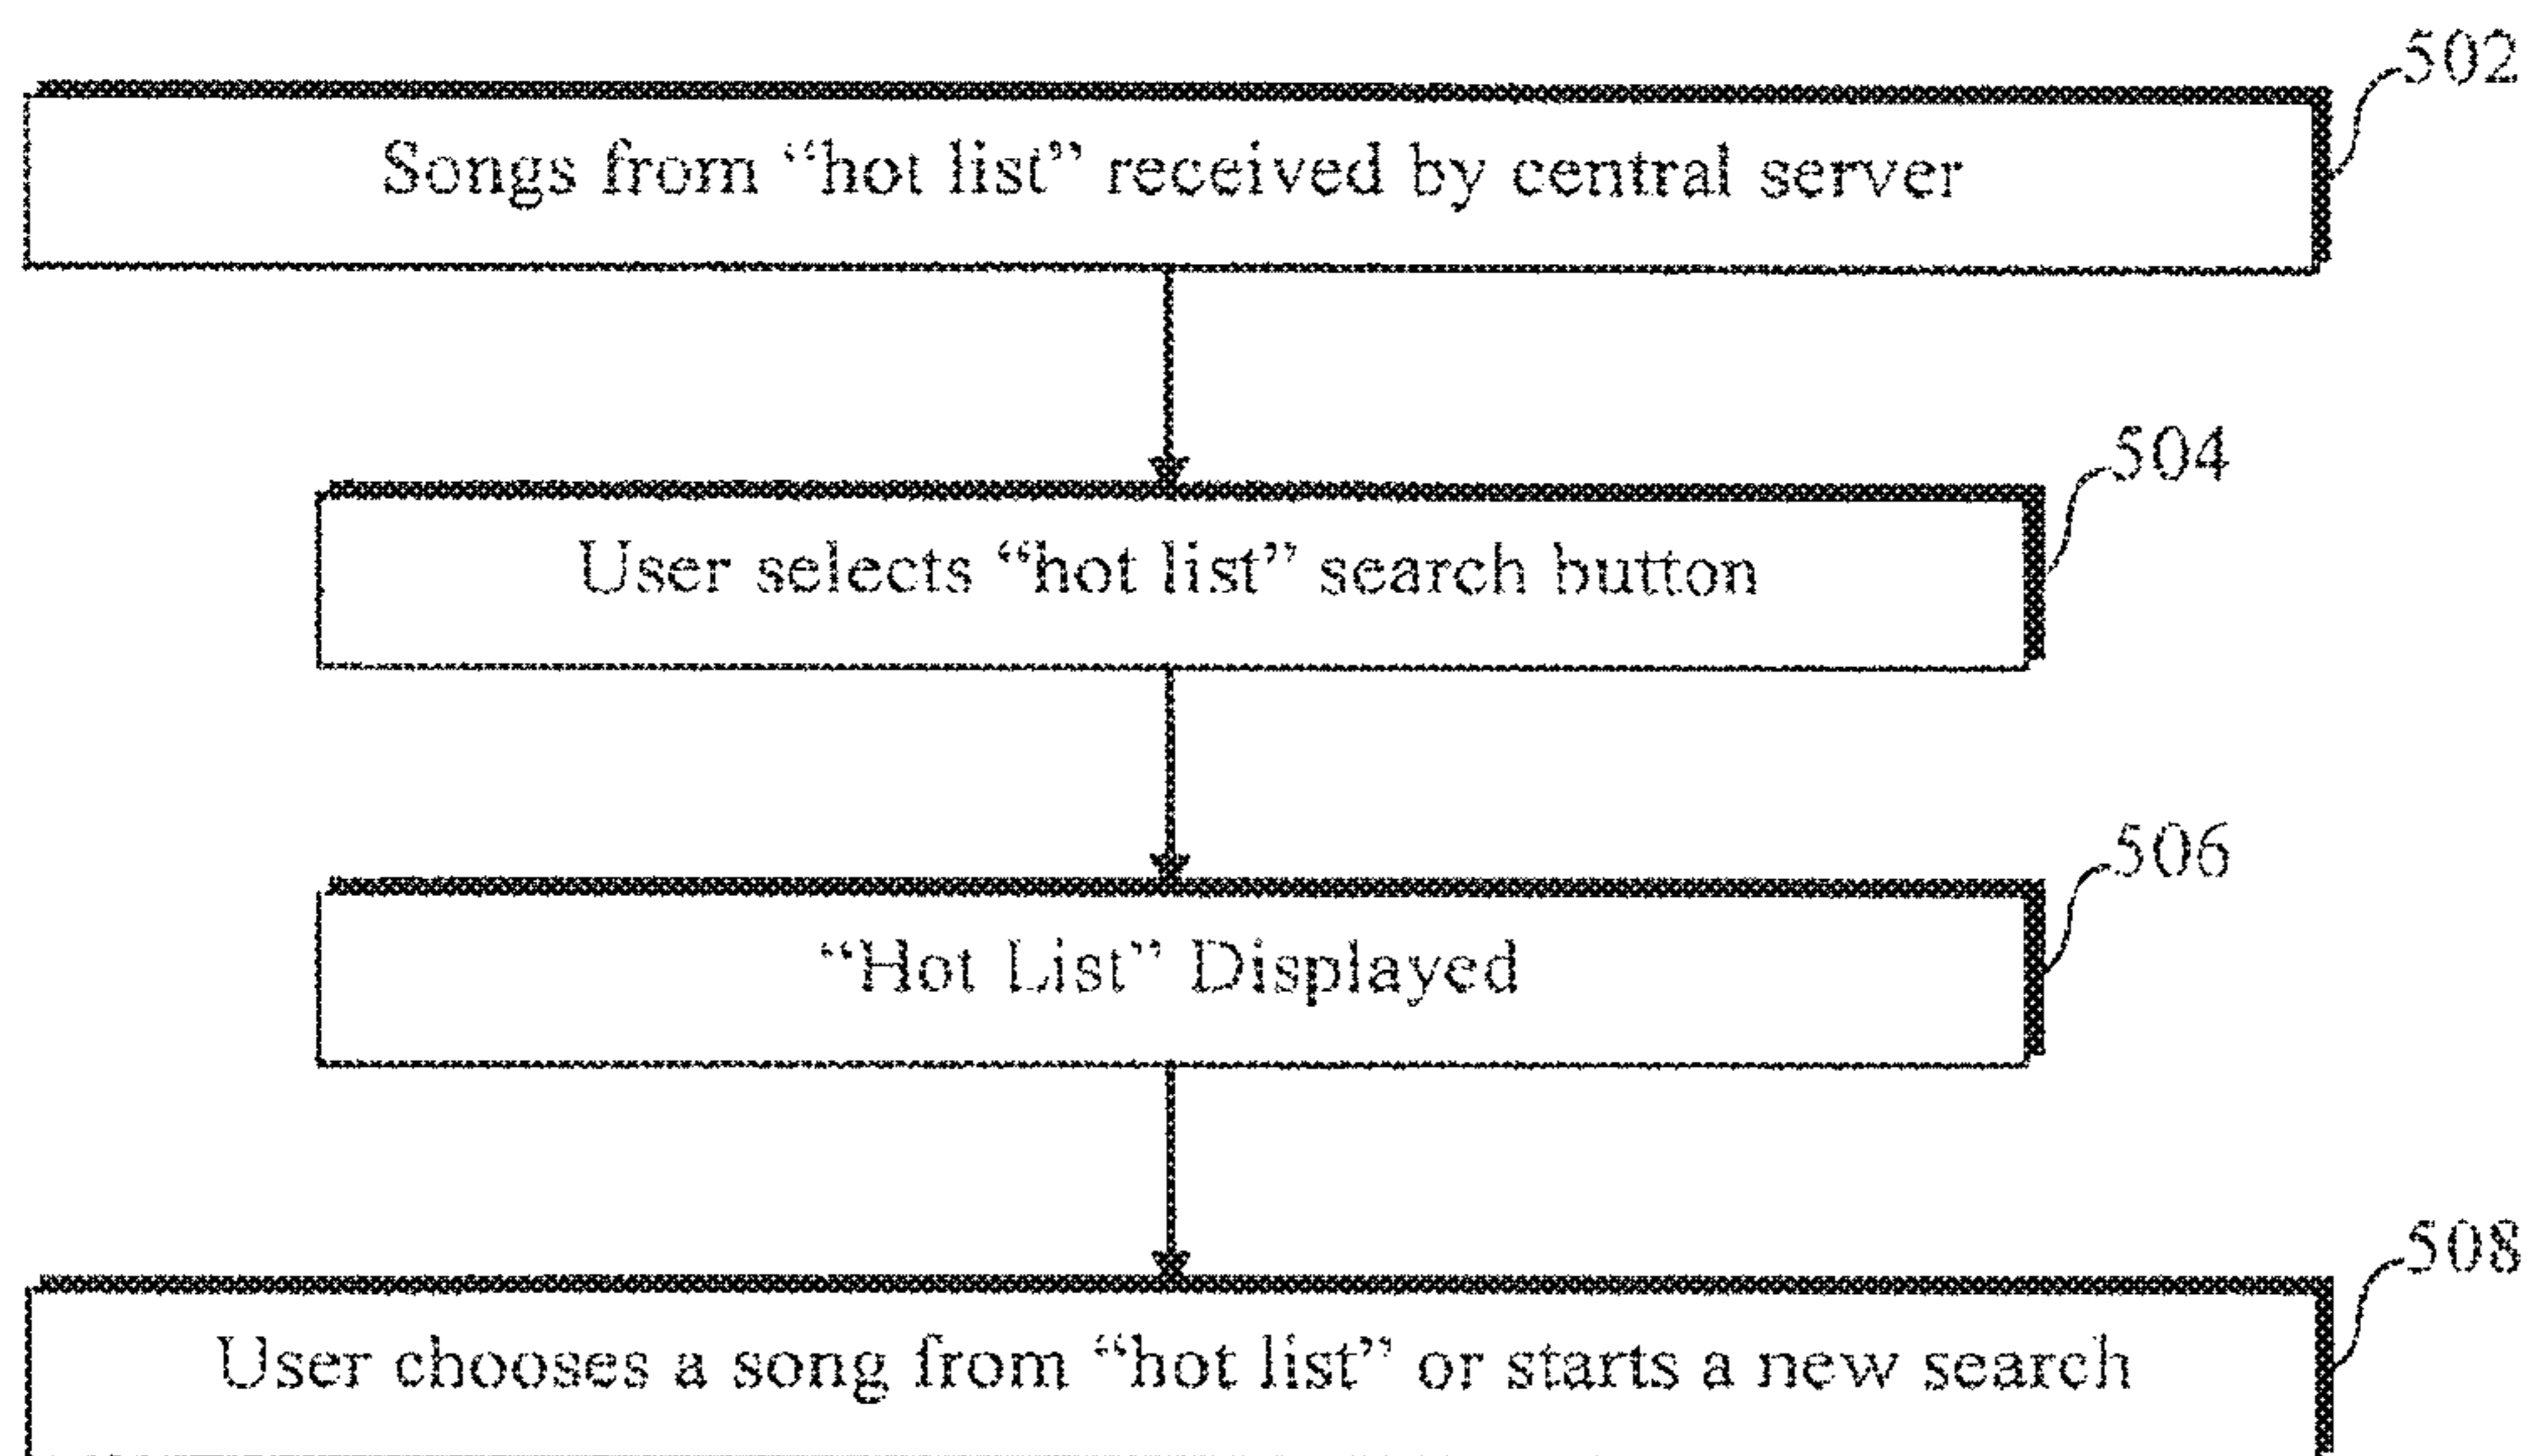 502
Songs from “hot list” received by central server
504
User selects “hot list” search button
506
“Hot List” Displayed
508
User chooses a song from “hot list” or starts a new search